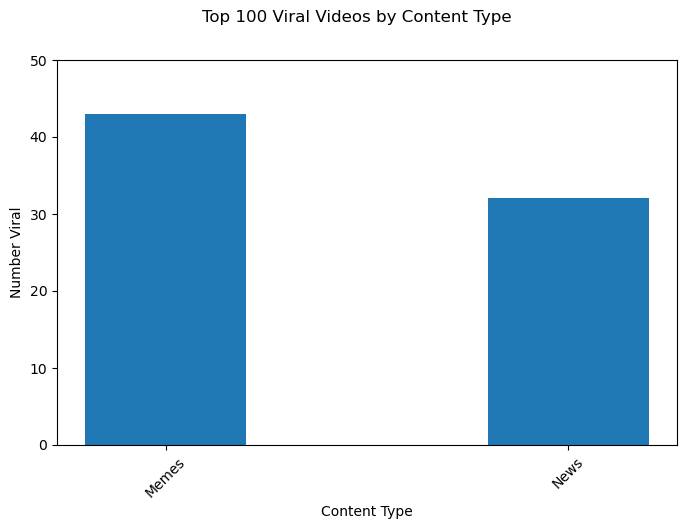 Top 100 Viral Videos by Content Type
50
40
30
20
10
0
Number Viral
Memes
News
Content Type